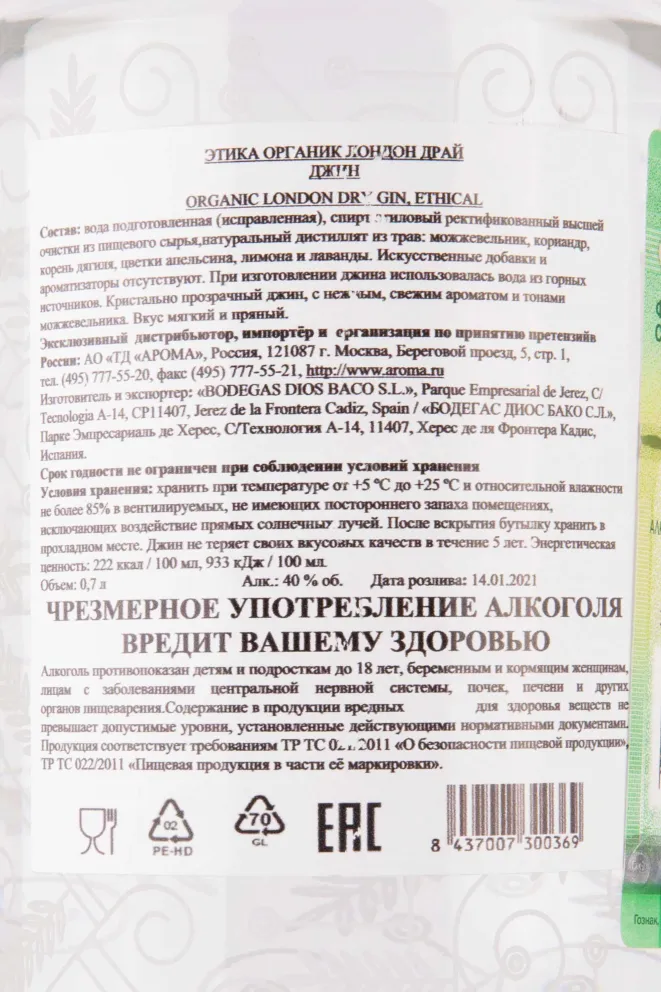 ЭТИКА ОРГАНИК ЛОНДОН ДРАЙ
ДЖИН
ORGANIC LONDON DRY GIN, ETHICAL
Состав: вода подготовленная (исправленная), спирт этиловый ректификованный высшей
очистки из пищевого сырья,натуральный дистиллят из трав: можжевельник, кориандр,
корень дягиля, цветки апельсина, лимона и лаванды. Искусственные добавки и
ароматизаторы отсутствуют. При изготовлении джина использовалась вода из горных
источников. Кристально прозрачный джин, с нежным, свежим ароматом и тонами
можжевельника. Вкус мягкий и пряный.
Эксклюзивный дистрибьютор, импортёр и организация по принятию претензийв
России: АО «ТД «АРОМА», Россия, 121087 г. Москва, Береговой проезд, 5, стр. 1,
тел. (495) 777-55-20, факс (495) 777-55-21, http://www.aroma.ru
Изготовитель и экспортер: «BODEGAS DIOS BACO S.L.», Parque Empresarial de Jerez, C/
Tecnologia A-14, CP11407, Jerez de la Frontera Cadiz, Spain / «БОДЕГАС ДИОС БАКО С.Л.»,
Парке Эмпресариаль де Херес, С/Технология А-14, 11407, Херес де ля Фронтера Кадис,
Испания.
Срок годности не ограничен при соблюдении условий хранения
Условия хранения: хранить при температуре от +5 °С до +25 °С и относительной влажности
не более 85% в вентилируемых, не имеющих постороннего запаха помещениях,
исключающих воздействие прямых солнечных лучей. После вскрытия бутылку хранить в
прохладном месте. Джин не теряет своих вкусовых качеств в течение 5 лет. Энергетическая
ценность: 222 ккал / 100 мл, 933 кДж / 100 мл.
Объем: 0,7 л Алк.: 40 % об. Дата розлива: 14.01.2021
ЧРЕЗМЕРНОЕ УПОТРЕБЛЕНИЕ АЛКОГОЛЯ
ВРЕДИТ ВАШЕМУ ЗДОРОВЬЮ
Алкоголь противопоказан детям и подросткам до 18 лет, беременным и кормящим женщинам,
лицам с заболеваниями центральной нервной системы, почек, печени и других
органов пищеварения.Содержание в продукции вредных для здоровья веществ не
превышает допустимые уровни, установленные действующими нормативными документами.
Продукция соответствует требованиям ТР ТС 021/2011 «О безопасности пищевой продукции»,
ТР ТС 022/2011 «Пищевая продукция в части её маркировки».
02
PE-HD
70
GL
EAC
8 437007 300369
Гознак,